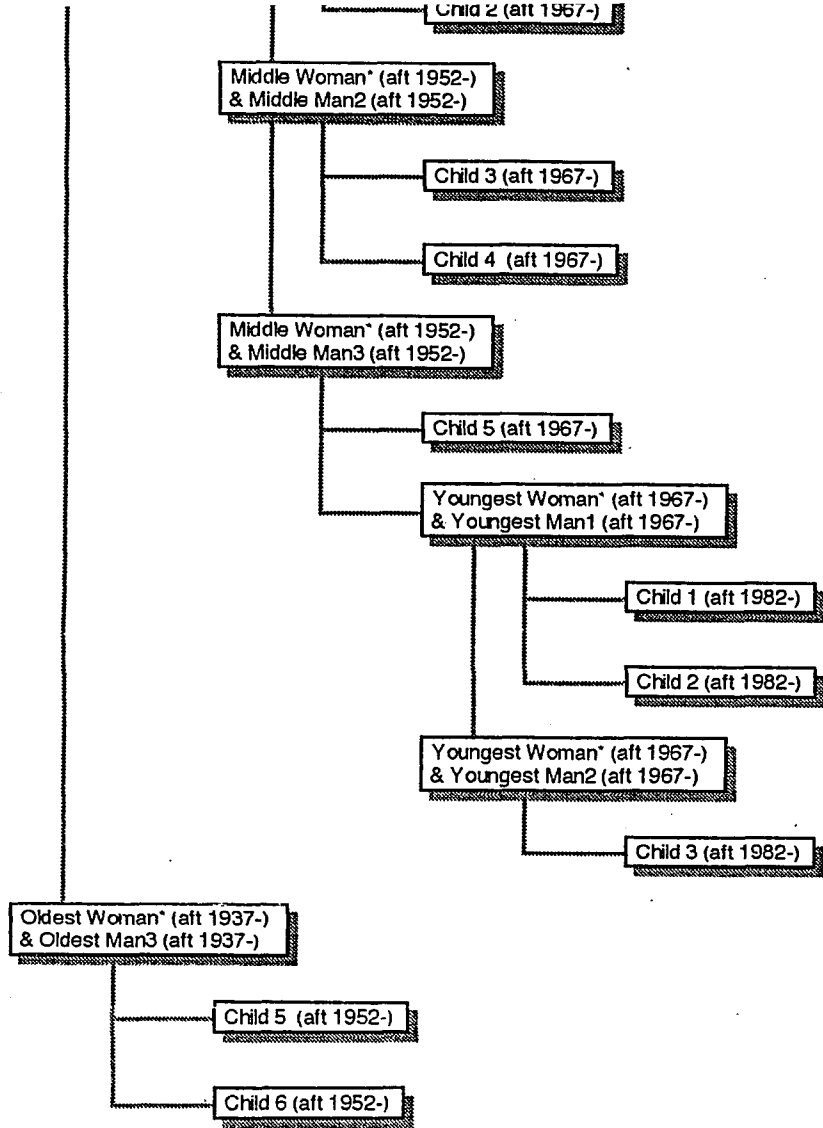 Child 2 (aft 1967-)
Middle Woman* (aft 1952-)
& Middle Man2 (aft 1952-)
Child 3 (aft 1967-)
Child 4 (aft 1967-)
Middle Woman* (aft 1952-)
& Middle Man3 (aft 1952-)
Child 5 (aft 1967-)
Youngest Woman* (aft 1967-)
& Youngest Man1 (aft 1967-)
Child 1 (aft 1982-)
Child 2 (aft 1982-)
Youngest Woman* (aft 1967-)
& Youngest Man2 (aft 1967-)
Child 3 (aft 1982-)
Oldest Woman* (aft 1937-)
& Oldest Man3 (aft 1937-)
Child 5 (aft 1952-)
Child 6 (aft 1952-)